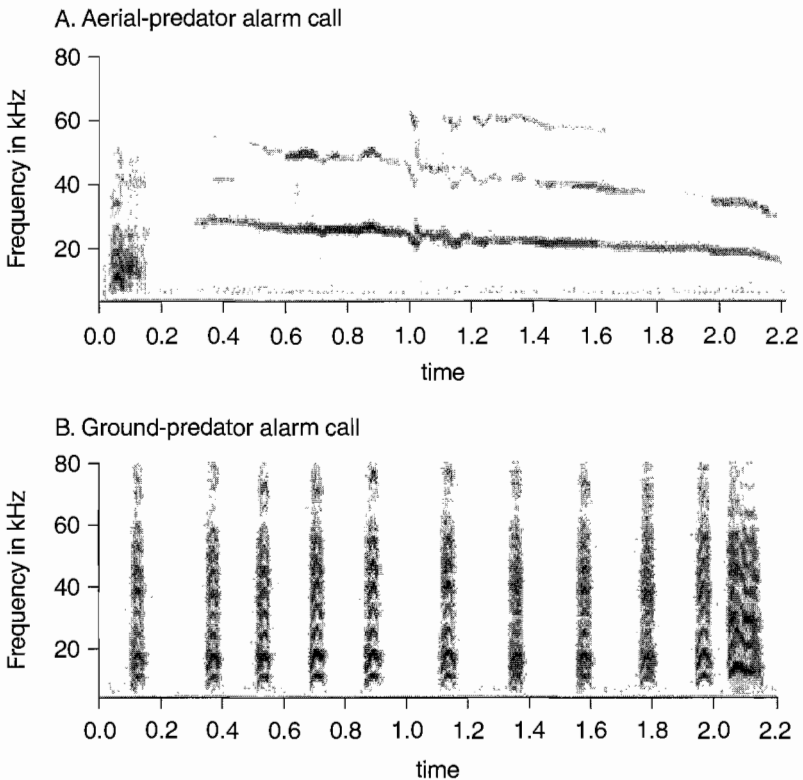 A. Aerial-predator alarm call
80
60
40
20
Frequency in kHz
0.0 0.2 0.4 0.6 0.8 1.0 1.2 1.4 1.6 1.8 2.0 2.2
time
B. Ground-predator alarm call
80
60
40
20
Frequency in kHz
0.0 0.2 0.4 0.6 0.8 1.0 1.2 1.4 1.6 1.8 2.0 2.2
time